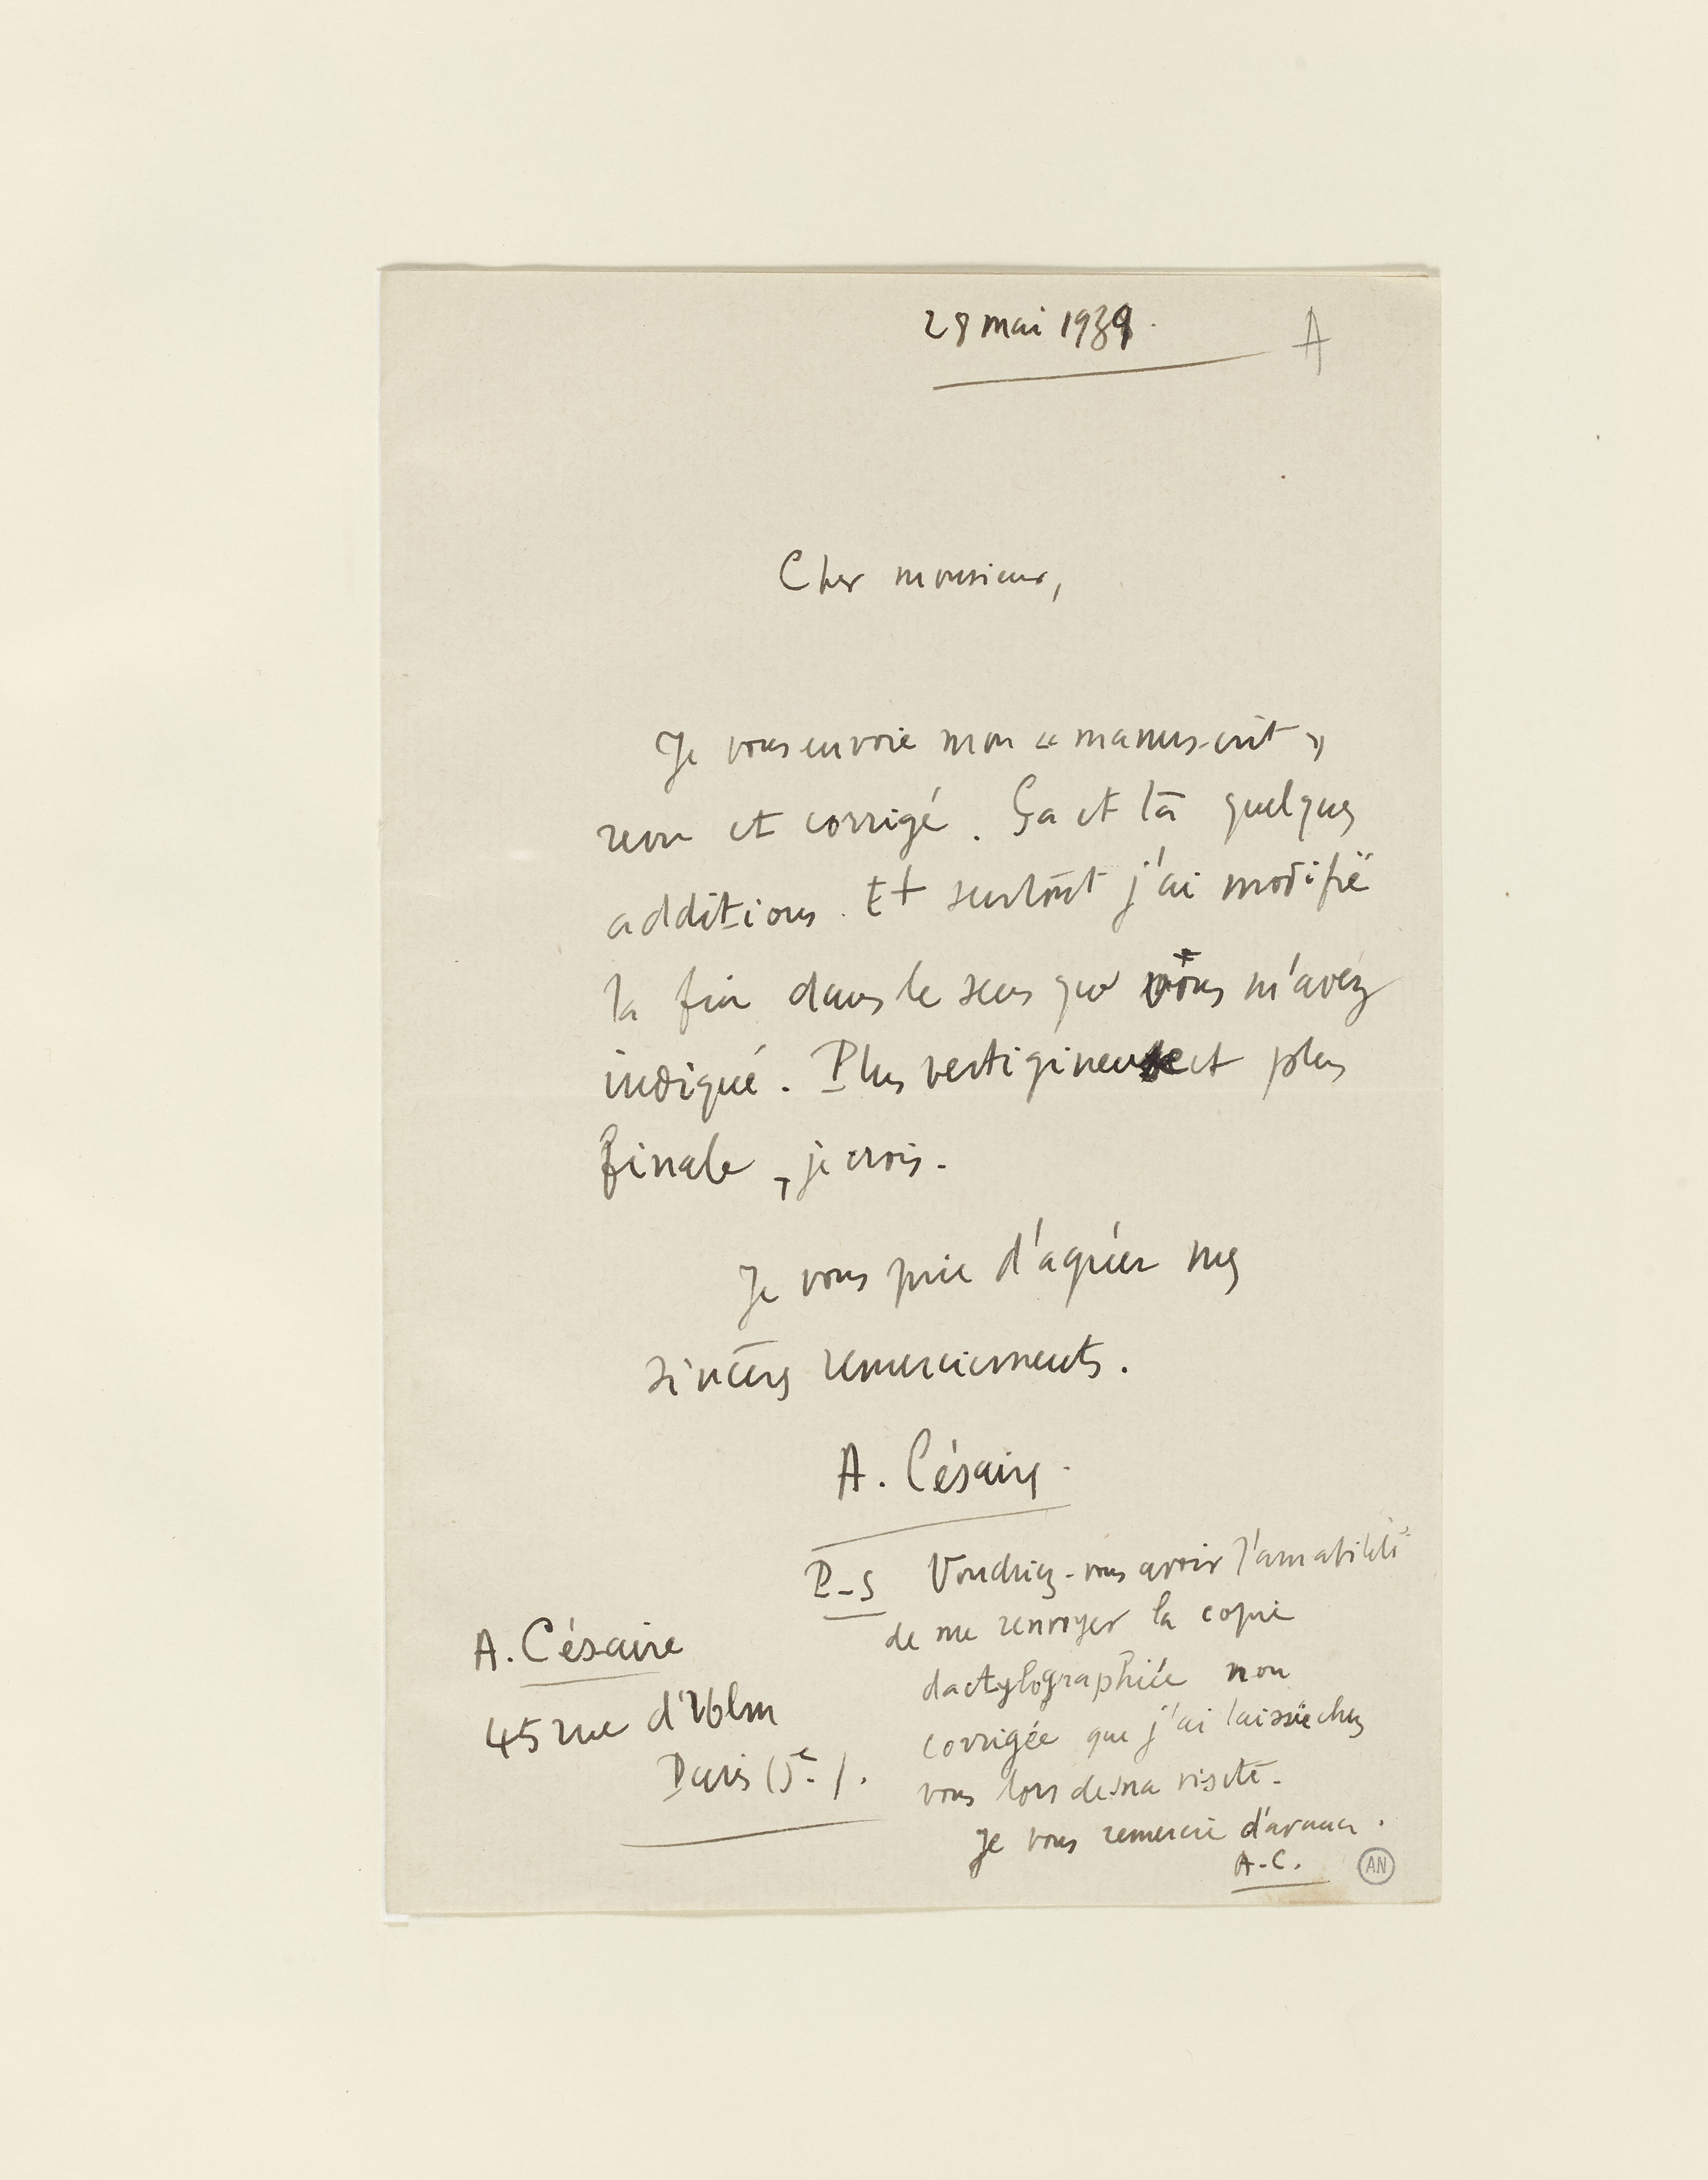 28 mai 1939.
A
Cher monsieur,
Je vous envoie mon « manuscrit »
revu et corrigé. Ça et là quelques
additions. Et surtout j'ai modifié
la fin dans le sens que vous m'avez
indiqué. Plus vertigineuse et plus
finale, je crois.
Je vous prie d'agréer mes
sincères remerciements.
A. Césaire.
P-S Voudriez-vous avoir l'amabilité
de me renvoyer la copie
dactylographiée non
corrigée que j'ai laissée chez
vous lors de ma visite.
Je vous remercie d'avance.
A-C.
A. Césaire
45 rue d'Ulm
Paris (5e.).
AN